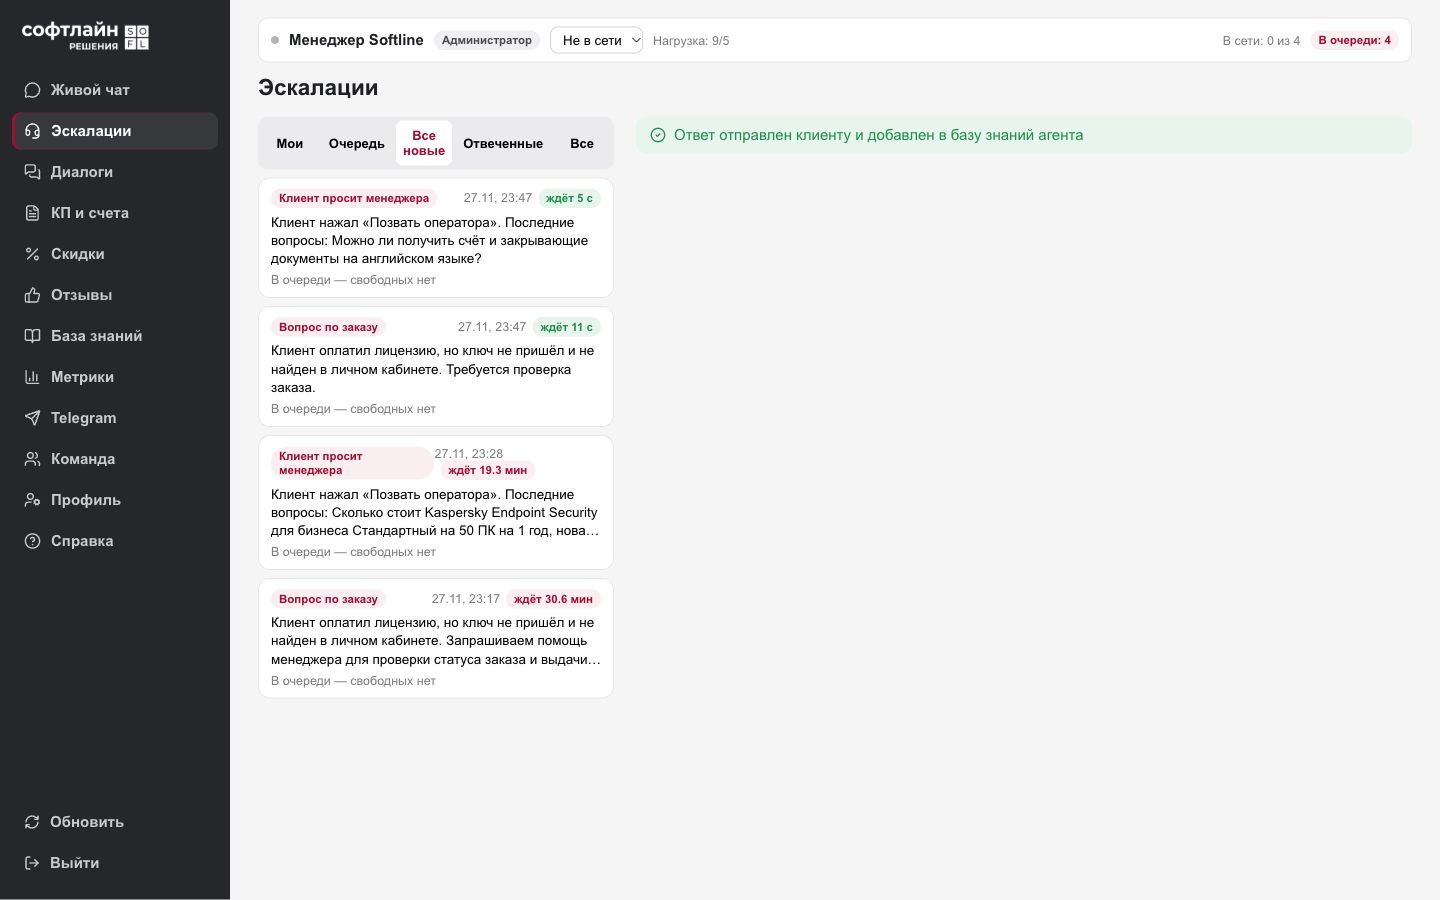 софтлайн
РЕШЕНИЯ
SO
FL
Живой чат
Эскалации
Диалоги
КП и счета
Скидки
Отзывы
База знаний
Метрики
Telegram
Команда
Профиль
Справка
Обновить
Выйти
Менеджер Softline Администратор Не в сети Нагрузка: 9/5 В сети: 0 из 4 В очереди: 4
Эскалации
Мои Очередь Все новые Отвеченные Все
Клиент просит менеджера 27.11, 23:47 ждёт 5 с
Клиент нажал «Позвать оператора». Последние
вопросы: Можно ли получить счёт и закрывающие
документы на английском языке?
В очереди — свободных нет
Вопрос по заказу 27.11, 23:47 ждёт 11 с
Клиент оплатил лицензию, но ключ не пришёл и не
найден в личном кабинете. Требуется проверка
заказа.
В очереди — свободных нет
Клиент просит менеджера 27.11, 23:28 ждёт 19.3 мин
Клиент нажал «Позвать оператора». Последние
вопросы: Сколько стоит Kaspersky Endpoint Security
для бизнеса Стандартный на 50 ПК на 1 год, нова…
В очереди — свободных нет
Вопрос по заказу 27.11, 23:17 ждёт 30.6 мин
Клиент оплатил лицензию, но ключ не пришёл и не
найден в личном кабинете. Запрашиваем помощь
менеджера для проверки статуса заказа и выдачи…
В очереди — свободных нет
Ответ отправлен клиенту и добавлен в базу знаний агента